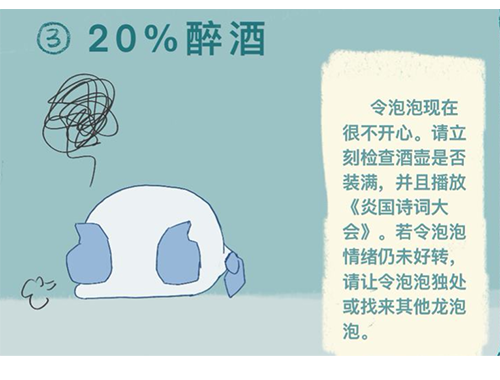 ③ 20%醉酒
令泡泡现在
很不开心。请立
刻检查酒壶是否
装满，并且播放
《炎国诗词大
会》。若令泡泡
情绪仍未好转，
请让令泡泡独处
或找来其他龙泡
泡。